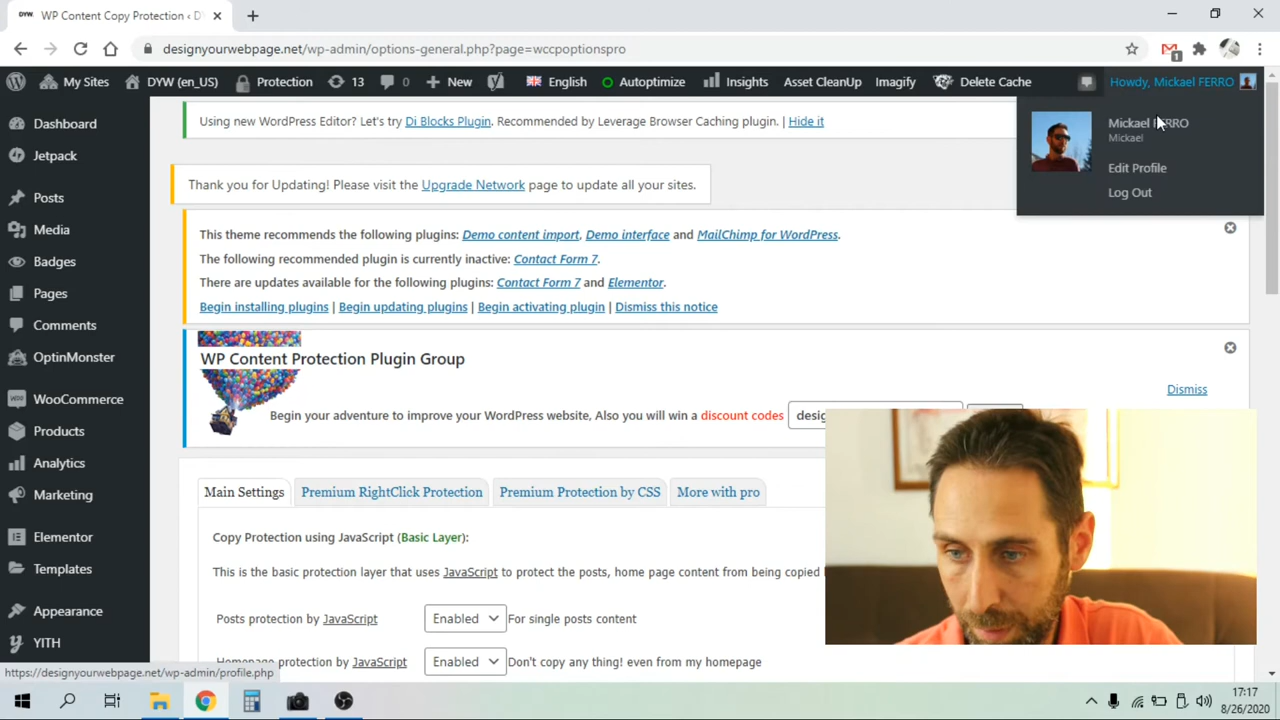 WP Content Copy Protection ‹ D
designyourwebpage.net/wp-admin/options-general.php?page=wccpoptionspro
My Sites DYW (en_US) Protection 13 0 New English Autoptimize Insights Asset CleanUp Imagify Delete Cache Howdy, Mickael FERRO
Mickael FERRO
Mickael
Edit Profile
Log Out
Dashboard
Jetpack
Posts
Media
Badges
Pages
Comments
OptinMonster
WooCommerce
Products
Analytics
Marketing
Elementor
Templates
Appearance
YITH
Using new WordPress Editor? Let's try Di Blocks Plugin. Recommended by Leverage Browser Caching plugin. | Hide it
Thank you for Updating! Please visit the Upgrade Network page to update all your sites.
This theme recommends the following plugins: Demo content import, Demo interface and MailChimp for WordPress.
The following recommended plugin is currently inactive: Contact Form 7.
There are updates available for the following plugins: Contact Form 7 and Elementor.
Begin installing plugins | Begin updating plugins | Begin activating plugin | Dismiss this notice
WP Content Protection Plugin Group
Dismiss
Begin your adventure to improve your WordPress website, Also you will win a discount codes desig
Main Settings Premium RightClick Protection Premium Protection by CSS More with pro
Copy Protection using JavaScript (Basic Layer):
This is the basic protection layer that uses JavaScript to protect the posts, home page content from being copied
Posts protection by JavaScript Enabled For single posts content
Homepage protection by JavaScript Enabled Don't copy any thing! even from my homepage
https://designyourwebpage.net/wp-admin/profile.php
17:17
8/26/2020